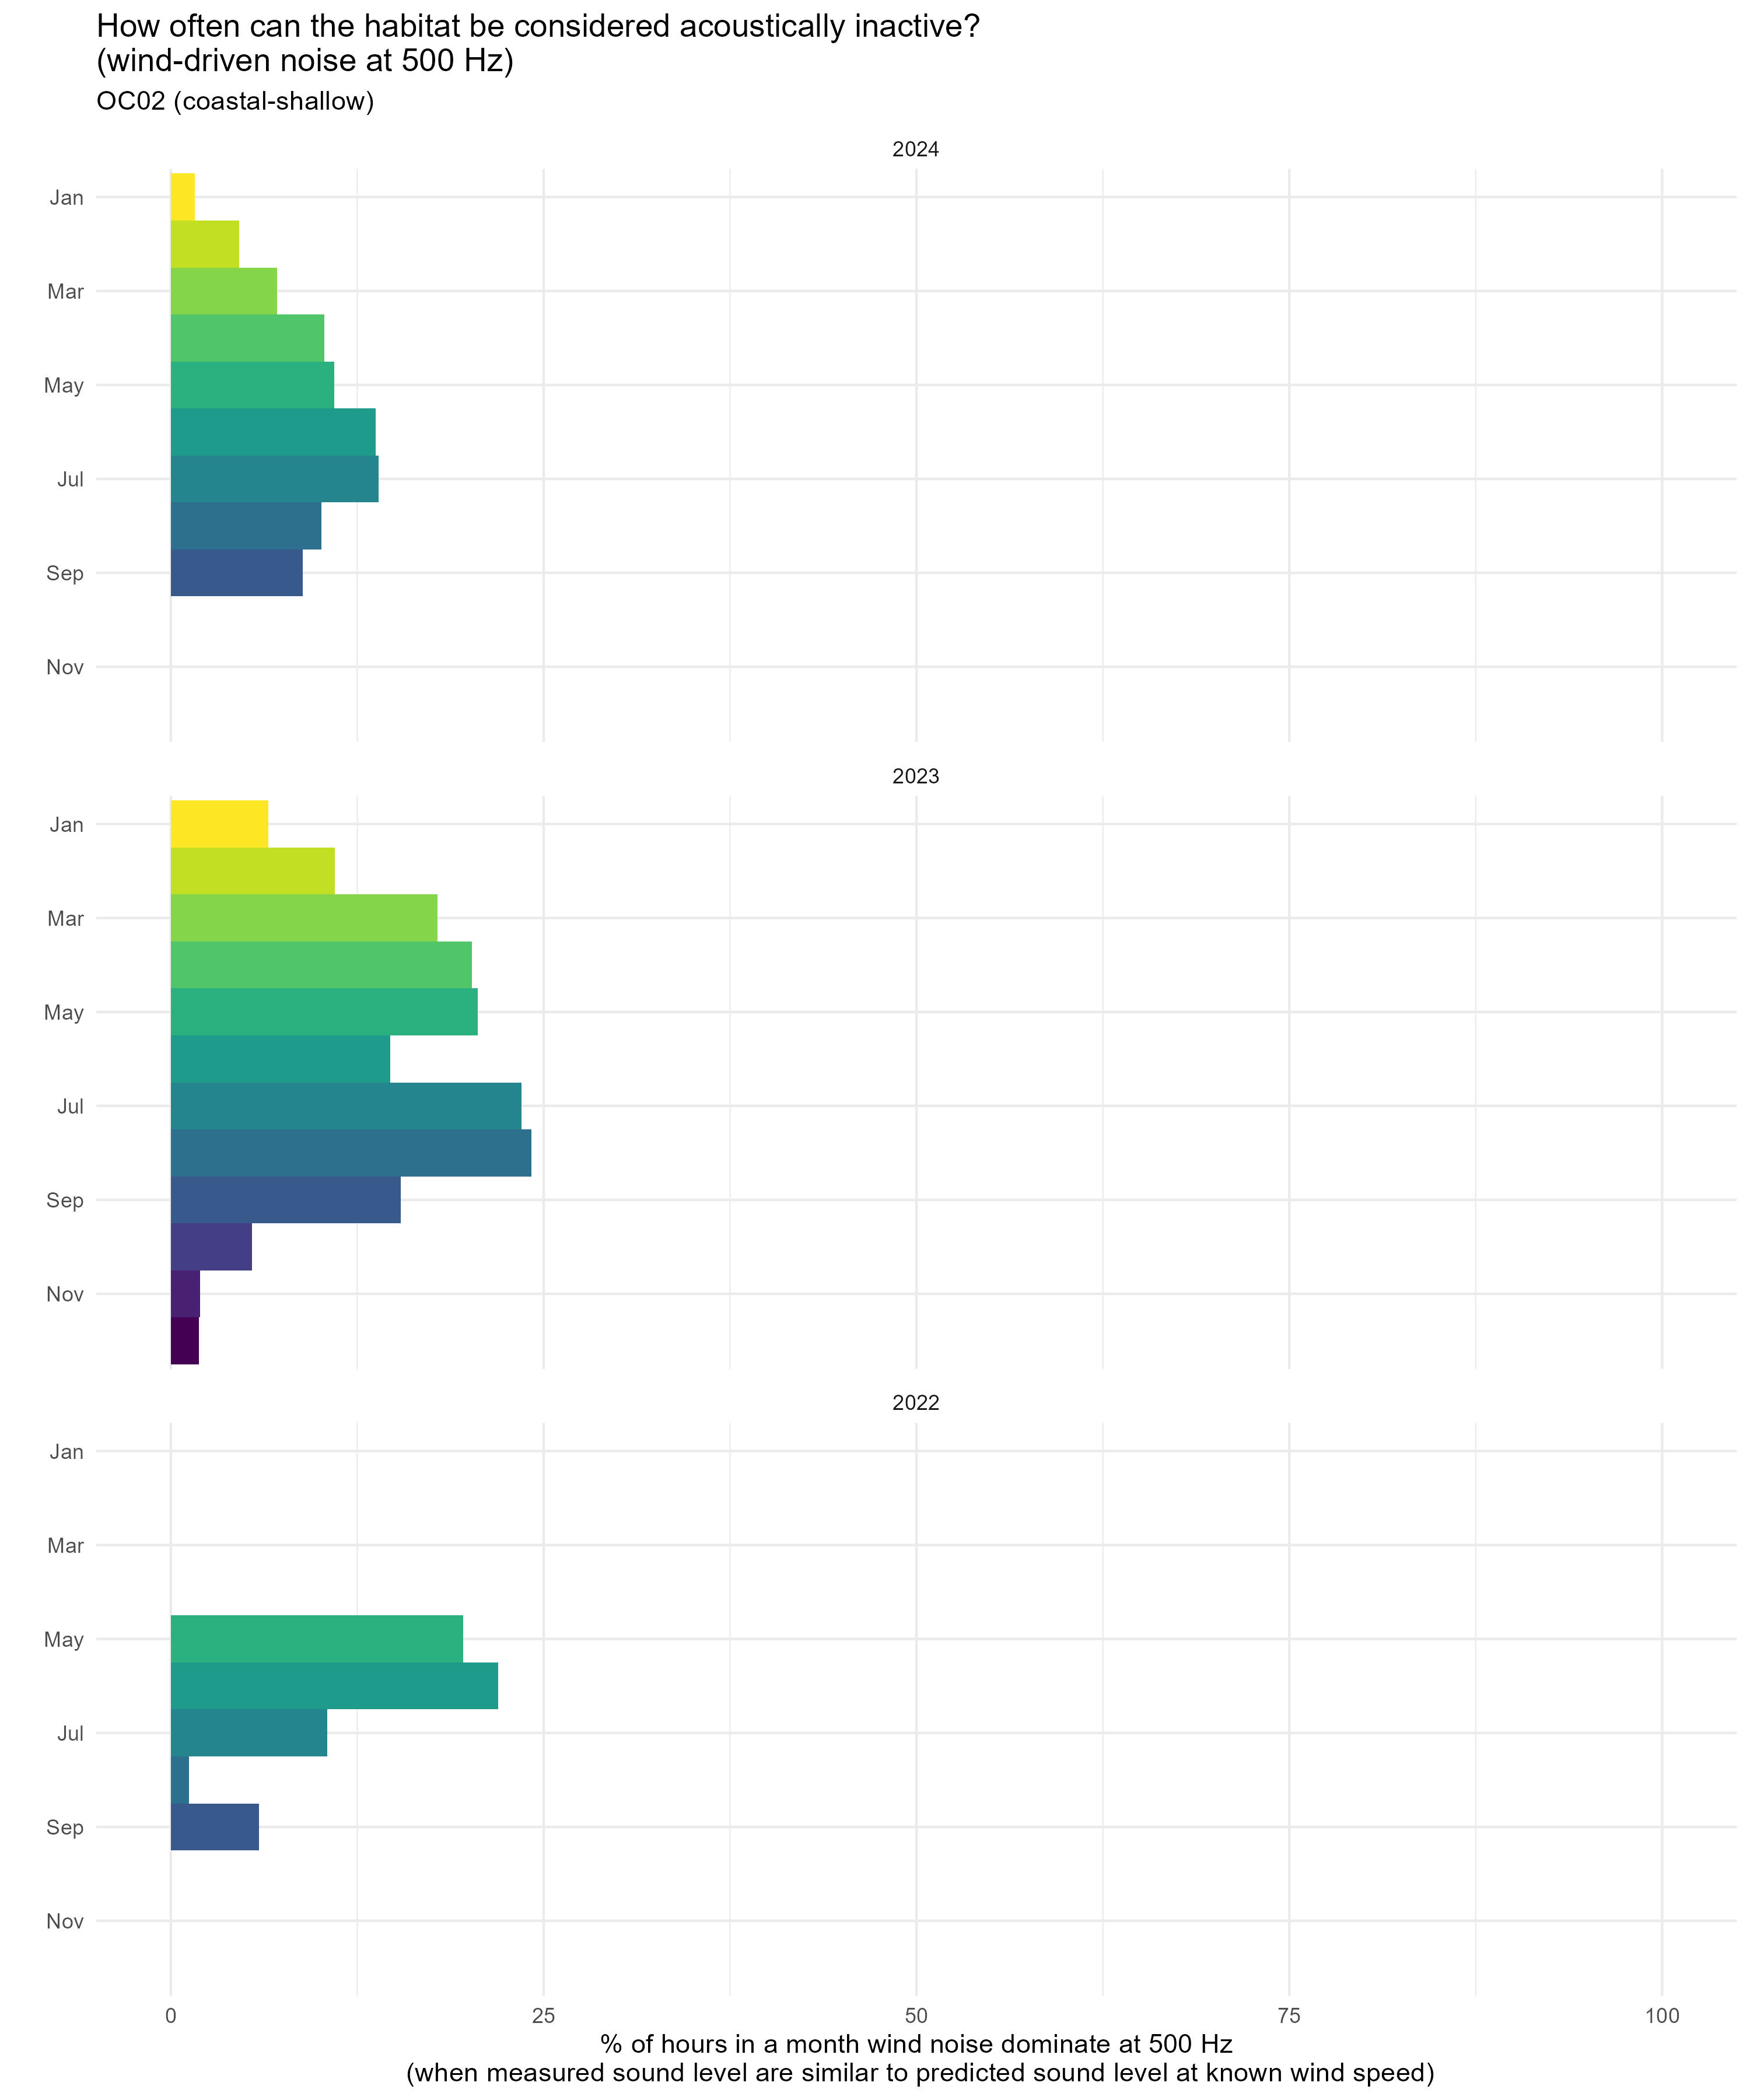 How often can the habitat be considered acoustically inactive?
(wind-driven noise at 500 Hz)
OC02 (coastal-shallow)
2024
Jan
Mar
May
Jul
Sep
Nov
2023
Jan
Mar
May
Jul
Sep
Nov
2022
Jan
Mar
May
Jul
Sep
Nov
0 25 50 75 100
% of hours in a month wind noise dominate at 500 Hz
(when measured sound level are similar to predicted sound level at known wind speed)